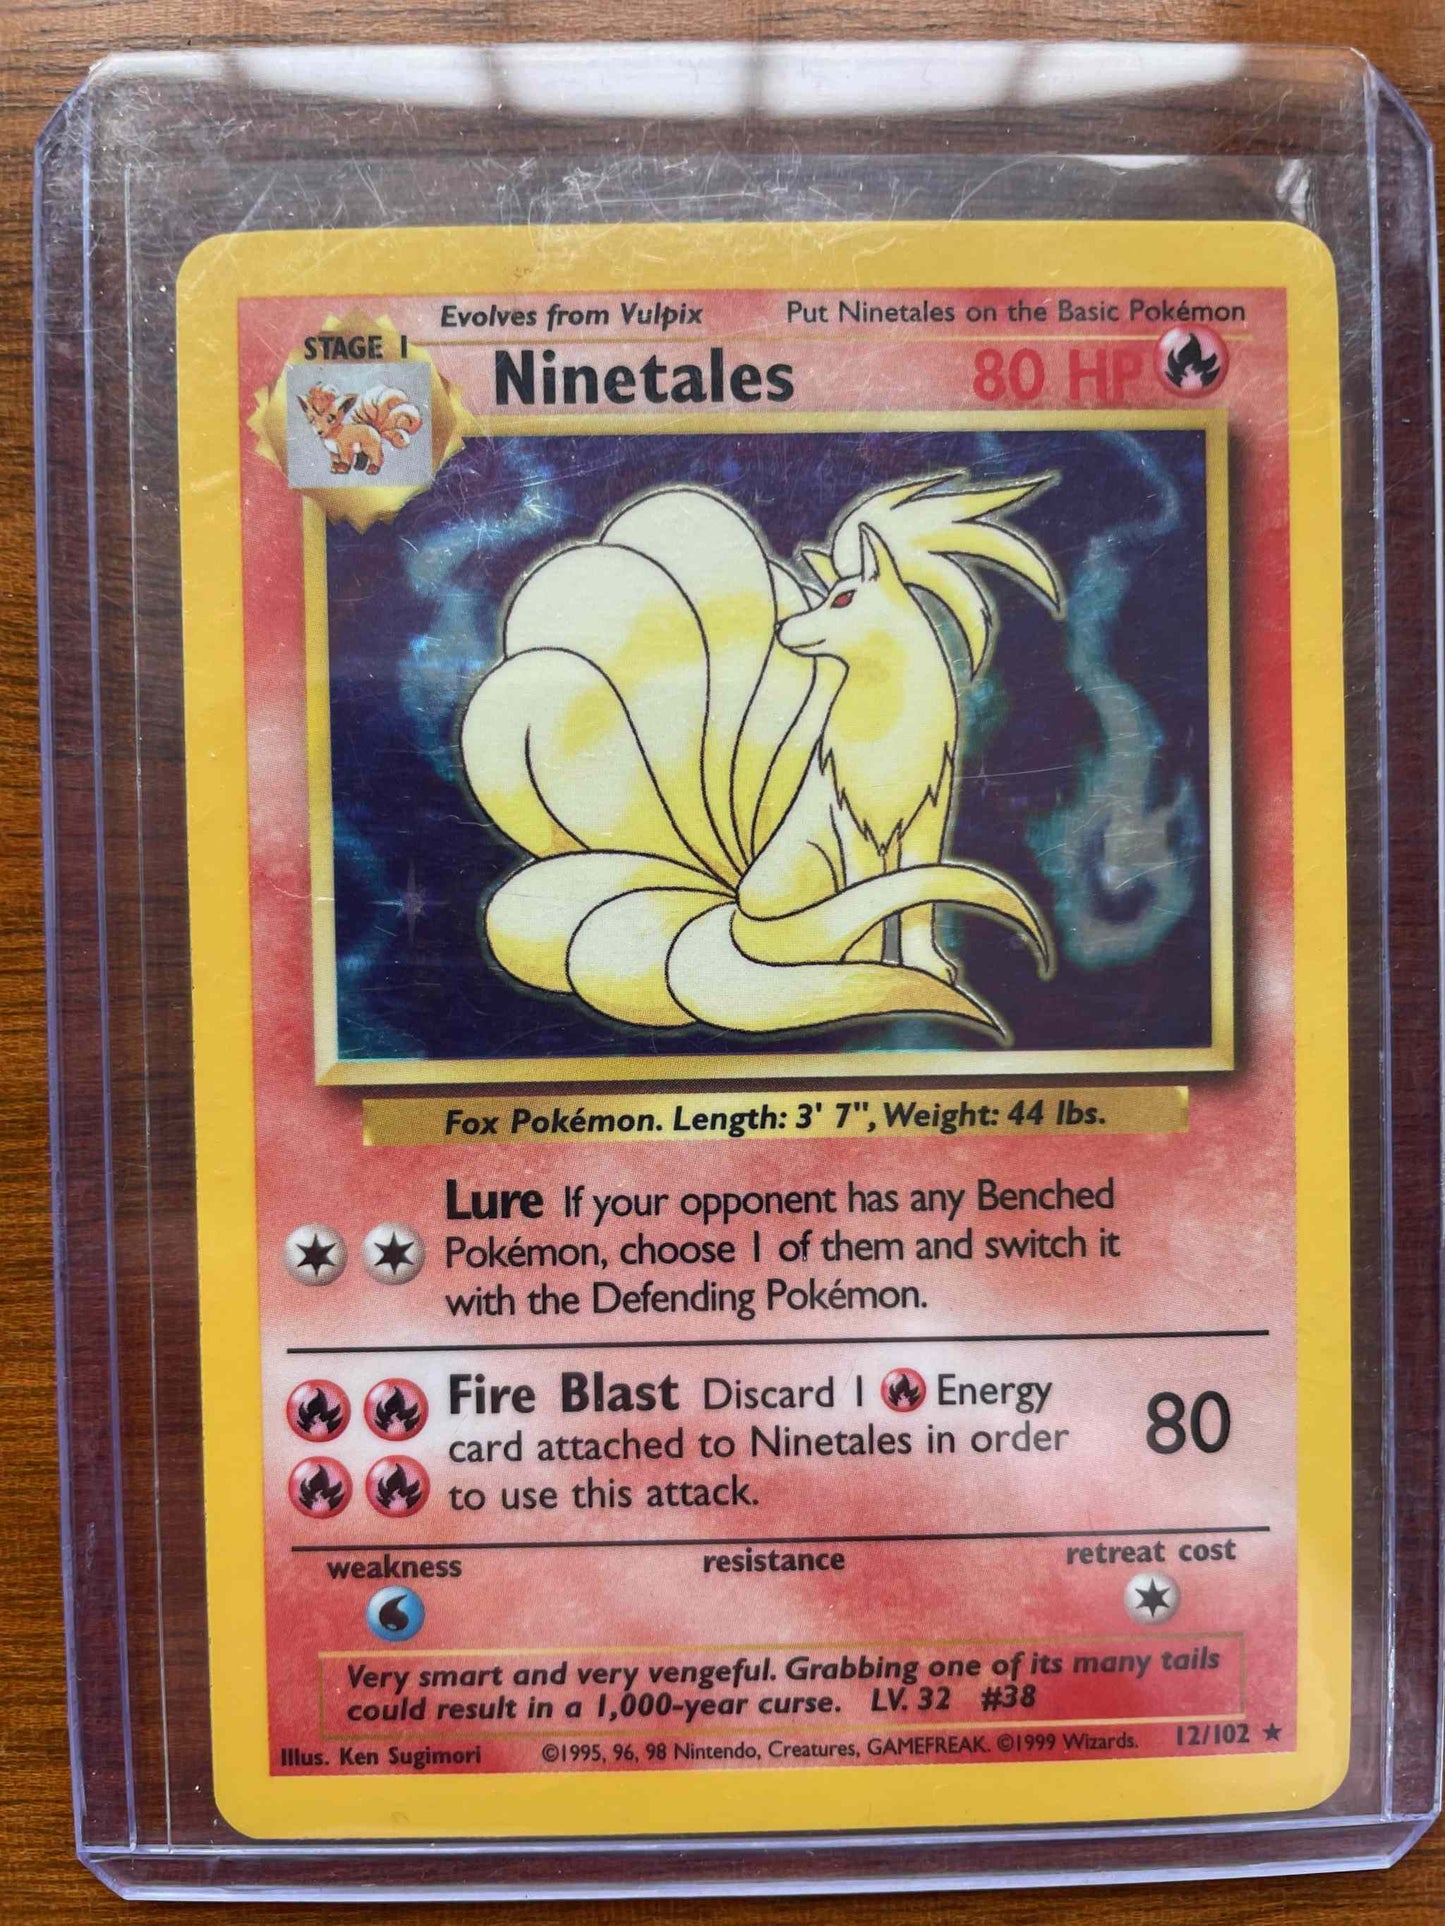 Evolves from Vulpix Put Ninetales on the Basic Pokémon
STAGE 1
Ninetales 80 HP
Fox Pokémon. Length: 3' 7", Weight: 44 lbs.
Lure If your opponent has any Benched
Pokémon, choose 1 of them and switch it
with the Defending Pokémon.
Fire Blast Discard 1 Energy
card attached to Ninetales in order
to use this attack.
80
weakness resistance retreat cost
Very smart and very vengeful. Grabbing one of its many tails
could result in a 1,000-year curse. LV. 32 #38
Illus. Ken Sugimori ©1995, 96, 98 Nintendo, Creatures, GAMEFREAK. ©1999 Wizards. 12/102 ★